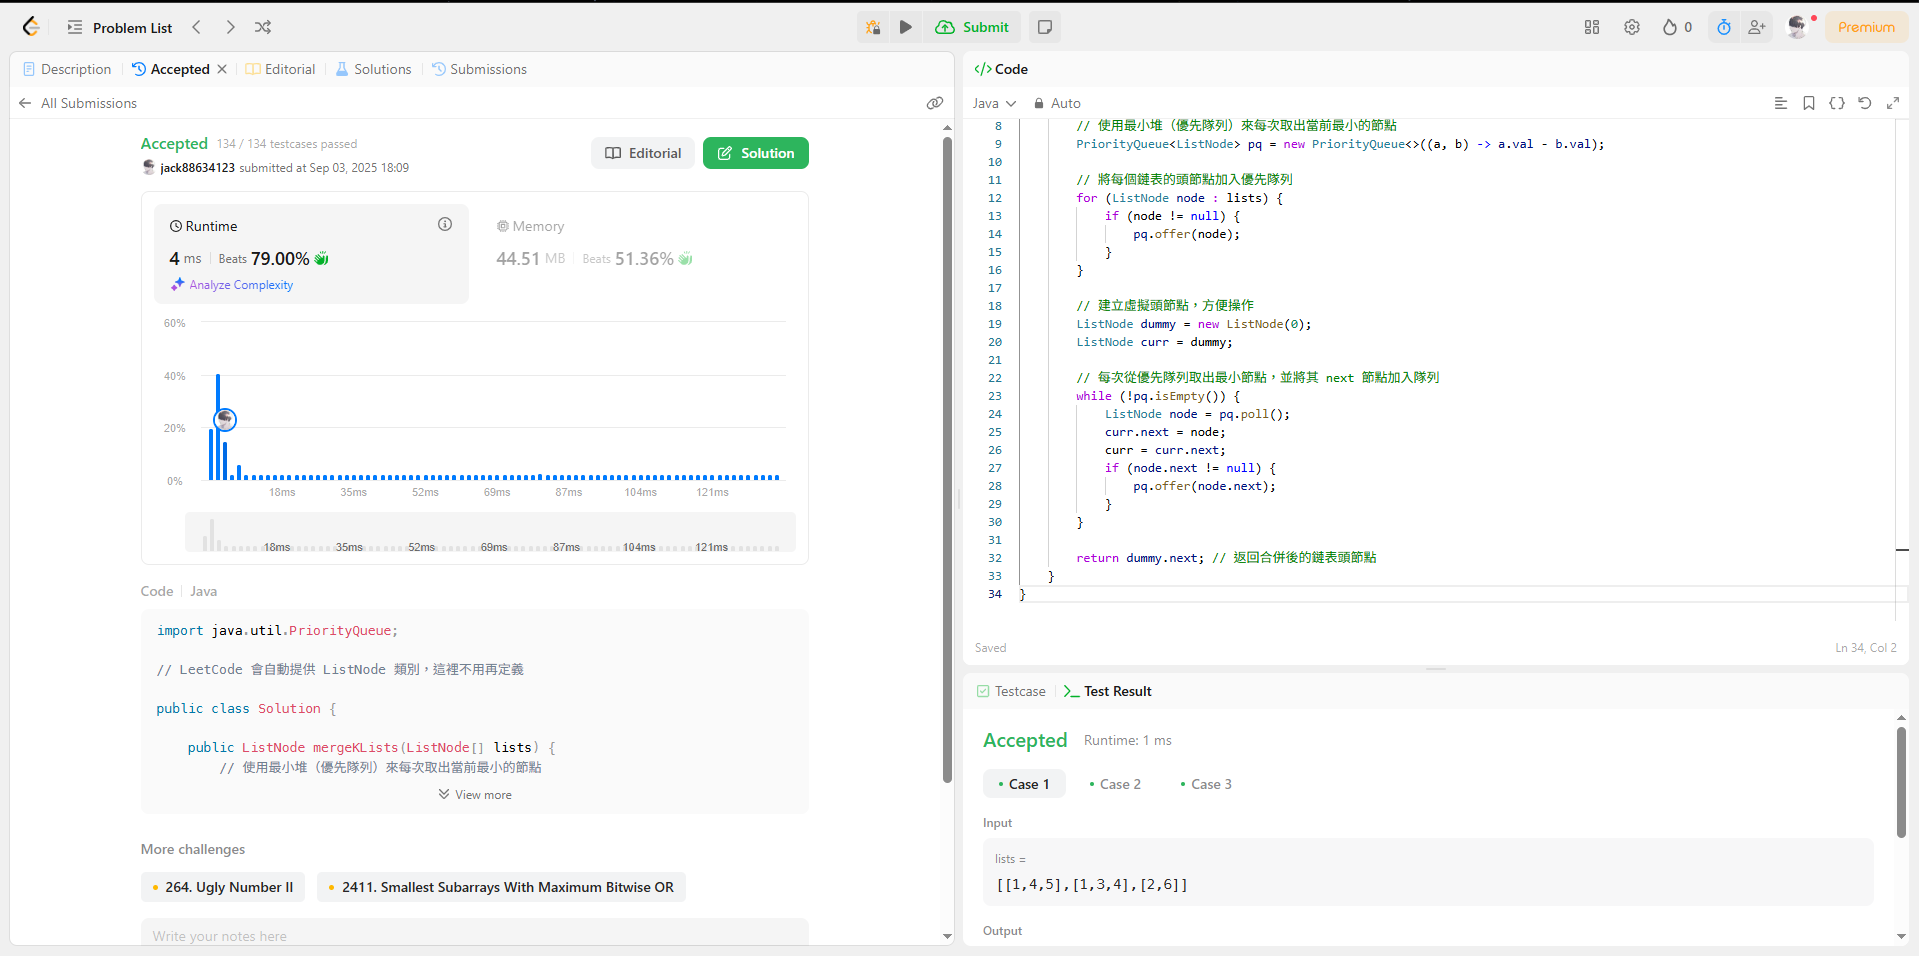 Problem List
Submit
0
Premium
Description
Accepted
Editorial
Solutions
Submissions
All Submissions
Accepted 134 / 134 testcases passed
jack88634123 submitted at Sep 03, 2025 18:09
Editorial
Solution
Runtime
4 ms Beats 79.00%
Analyze Complexity
Memory
44.51 MB Beats 51.36%
60%
40%
20%
0%
18ms 35ms 52ms 69ms 87ms 104ms 121ms
18ms 35ms 52ms 69ms 87ms 104ms 121ms
Code Java
import java.util.PriorityQueue;
// LeetCode 會自動提供 ListNode 類別，這裡不用再定義
public class Solution {
public ListNode mergeKLists(ListNode[] lists) {
// 使用最小堆（優先隊列）來每次取出當前最小的節點
View more
More challenges
264. Ugly Number II
2411. Smallest Subarrays With Maximum Bitwise OR
Write your notes here
Code
Java
Auto
8 // 使用最小堆（優先隊列）來每次取出當前最小的節點
9 PriorityQueue<ListNode> pq = new PriorityQueue<>((a, b) -> a.val - b.val);
10
11 // 將每個鏈表的頭節點加入優先隊列
12 for (ListNode node : lists) {
13 if (node != null) {
14 pq.offer(node);
15 }
16 }
17
18 // 建立虛擬頭節點，方便操作
19 ListNode dummy = new ListNode(0);
20 ListNode curr = dummy;
21
22 // 每次從優先隊列取出最小節點，並將其 next 節點加入隊列
23 while (!pq.isEmpty()) {
24 ListNode node = pq.poll();
25 curr.next = node;
26 curr = curr.next;
27 if (node.next != null) {
28 pq.offer(node.next);
29 }
30 }
31
32 return dummy.next; // 返回合併後的鏈表頭節點
33 }
34 }
Saved
Ln 34, Col 2
Testcase
Test Result
Accepted Runtime: 1 ms
Case 1
Case 2
Case 3
Input
lists =
[[1,4,5],[1,3,4],[2,6]]
Output